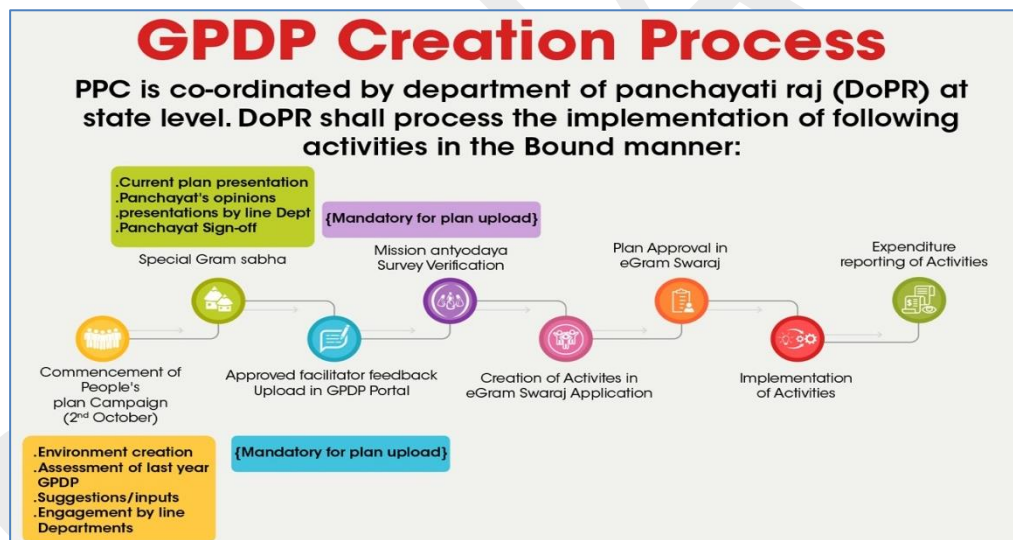 GPDP Creation Process
PPC is co-ordinated by department of panchayati raj (DoPR) at
state level. DoPR shall process the implementation of following
activities in the Bound manner:
.Current plan presentation
.Panchayat's opinions
.presentations by line Dept
.Panchayat Sign-off
{Mandatory for plan upload}
Special Gram sabha
Mission antyodaya
Survey Verification
Plan Approval in
eGram Swaraj
Expenditure
reporting of Activities
Commencement of
People's
plan Campaign
(2nd October)
Approved facilitator feedback
Upload in GPDP Portal
Creation of Activites in
eGram Swaraj Application
Implementation
of Activities
.Environment creation
.Assessment of last year
GPDP
.Suggestions/inputs
.Engagement by line
Departments
{Mandatory for plan upload}